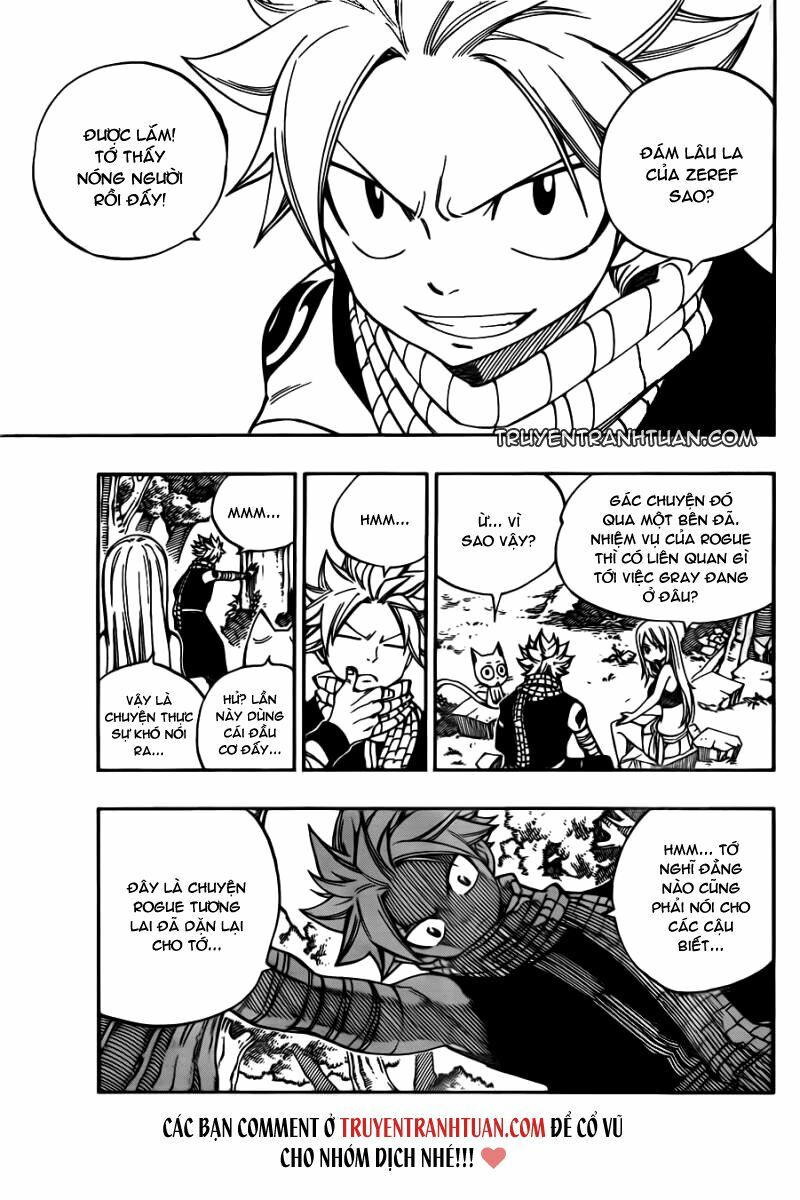 ĐÁM LÂU LA
CỦA ZEREF
SAO?
ĐƯỢC LẮM!
TỚ THẤY
NÓNG NGƯỜI
RỒI ĐẤY!
TRUYENTRANHTUAN.COM
GÁC CHUYỆN ĐÓ
QUA MỘT BÊN ĐÃ.
NHIỆM VỤ CỦA ROGUE
THÌ CÓ LIÊN QUAN GÌ
TỚI VIỆC GRAY ĐANG
Ở ĐÂU?
Ừ... VÌ
SAO VẬY?
HMM...
MMM...
HỬ? LẦN
NÀY DÙNG
CÁI ĐẦU
CƠ ĐẤY...
VẬY LÀ
CHUYỆN THỰC
SỰ KHÓ NÓI
RA...
HMM... TỚ
NGHĨ ĐẰNG
NÀO CŨNG
PHẢI NÓI CHO
CÁC CẬU
BIẾT...
ĐÂY LÀ CHUYỆN
ROGUE TƯƠNG
LAI ĐÃ DẶN LẠI
CHO TỚ...
CÁC BẠN COMMENT Ở TRUYENTRANHTUAN.COM ĐỂ CỔ VŨ
CHO NHÓM DỊCH NHÉ!!! ❤